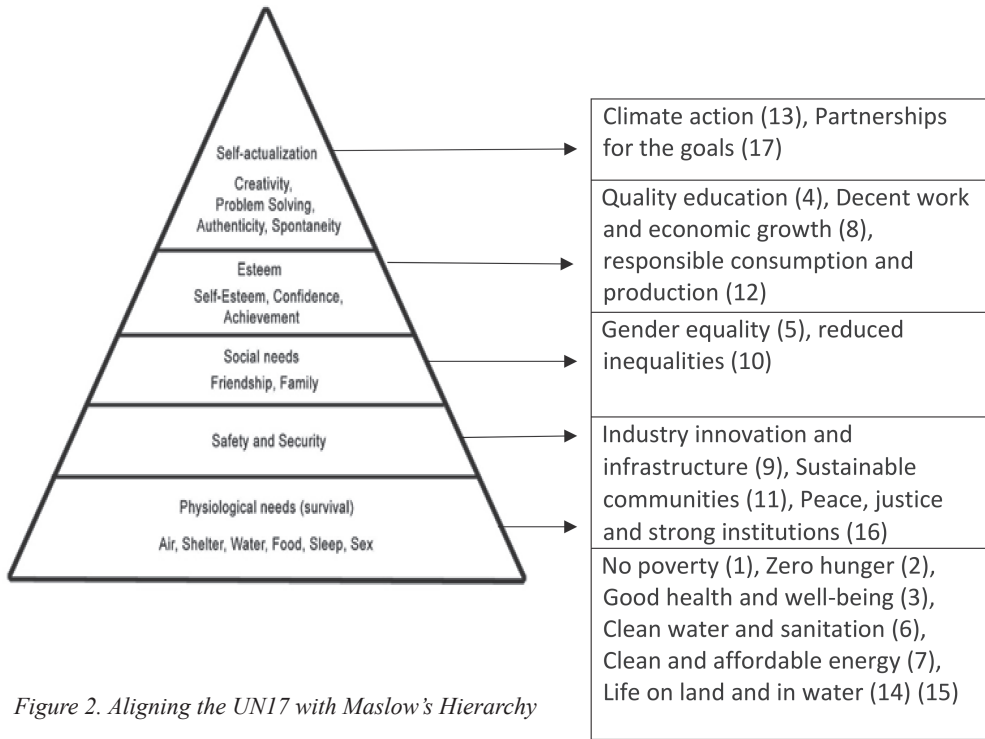 Self-actualization
Creativity,
Problem Solving,
Authenticity, Spontaneity
Esteem
Self-Esteem, Confidence,
Achievement
Social needs
Friendship, Family
Safety and Security
Physiological needs (survival)
Air, Shelter, Water, Food, Sleep, Sex
Climate action (13), Partnerships
for the goals (17)
Quality education (4), Decent work
and economic growth (8),
responsible consumption and
production (12)
Gender equality (5), reduced
inequalities (10)
Industry innovation and
infrastructure (9), Sustainable
communities (11), Peace, justice
and strong institutions (16)
No poverty (1), Zero hunger (2),
Good health and well-being (3),
Clean water and sanitation (6),
Clean and affordable energy (7),
Life on land and in water (14) (15)
Figure 2. Aligning the UN17 with Maslow’s Hierarchy